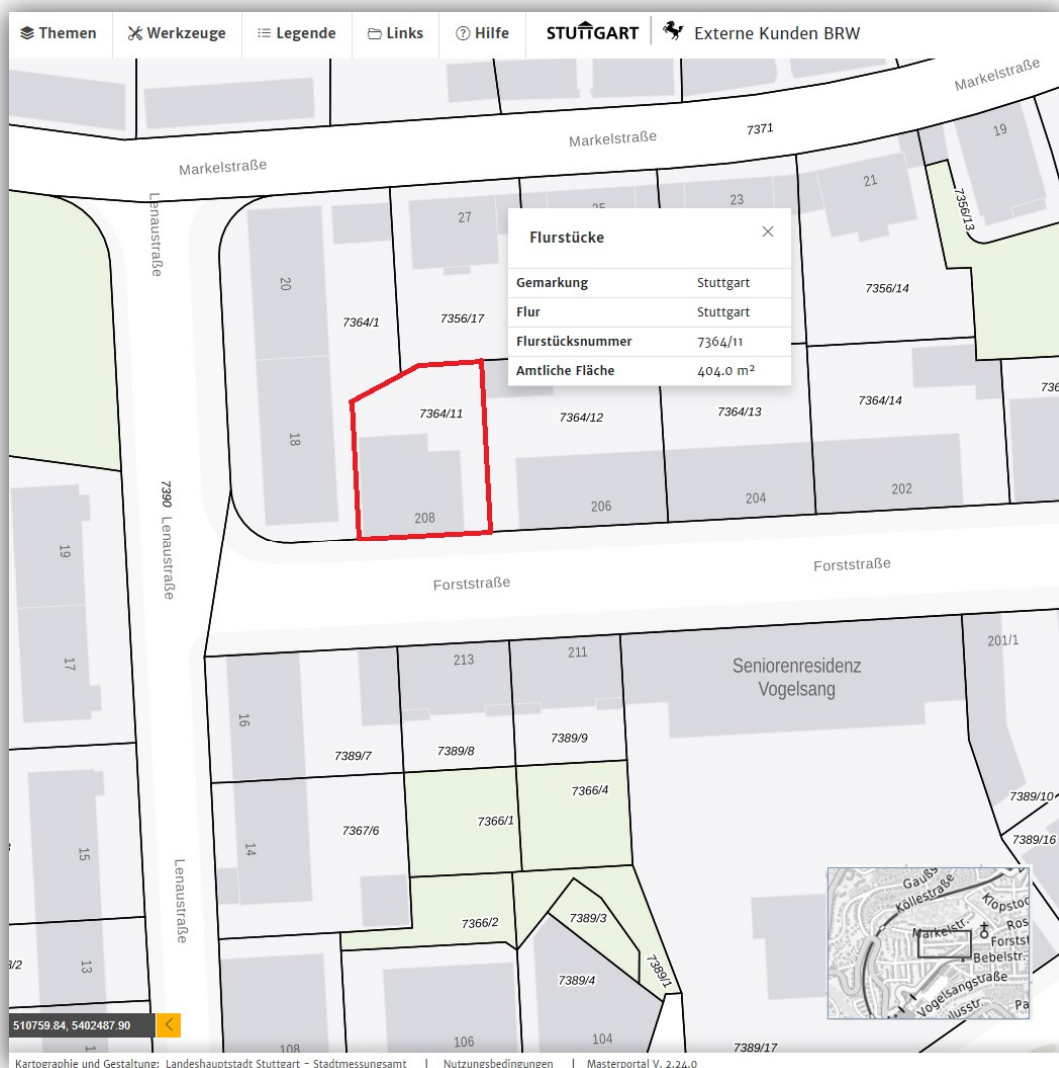 Themen
Werkzeuge
Legende
Links
Hilfe
STUTTGART
Externe Kunden BRW
Markelstraße
Markelstraße
7371
Markelstraße
19
Lenaustraße
27
23
21
7356/13
Flurstücke
Gemarkung Stuttgart
Flur Stuttgart
Flurstücksnummer 7364/11
Amtliche Fläche 404.0 m²
20
7364/1
7356/17
7356/14
18
7364/11
7364/12
7364/13
7364/14
208
206
204
202
7390
Lenaustraße
Forststraße
Forststraße
19
17
213
211
Seniorenresidenz
Vogelsang
201/1
16
7389/7
7389/8
7389/9
14
7367/6
7366/1
7366/4
7389/10
7389/16
15
Lenaustraße
7366/2
7389/3
7389/1
13
7389/4
106
104
7389/17
Köllestraße
Markelstr.
Bebelstr.
Vogelsangstraße
510759.84, 5402487.90
Kartographie und Gestaltung: Landeshauptstadt Stuttgart - Stadtmessungsamt | Nutzungsbedingungen | Masterportal V. 2.24.0